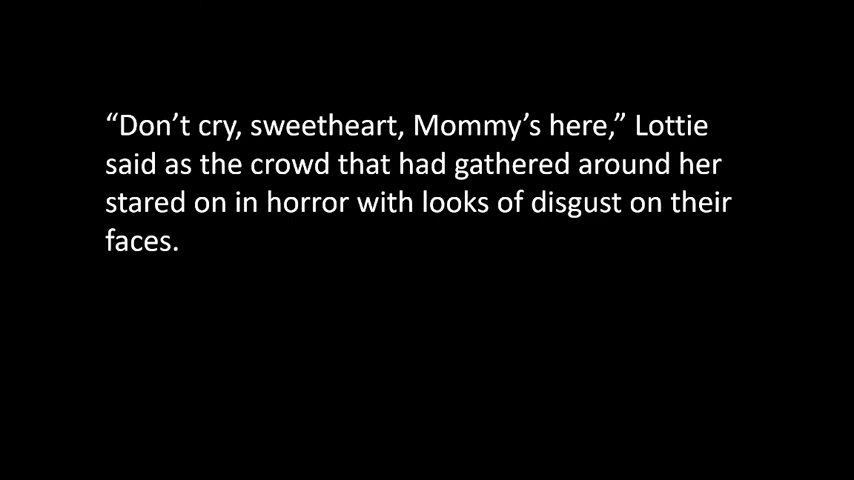 “Don’t cry, sweetheart, Mommy’s here,” Lottie
said as the crowd that had gathered around her
stared on in horror with looks of disgust on their
faces.